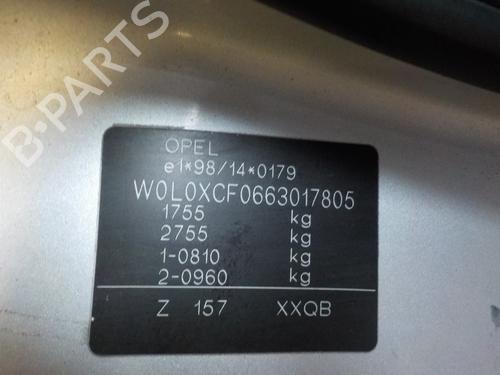 B-PARTS
OPEL
e1*98/14*0179
W0L0XCF0663017805
1755 kg
2755 kg
1-0810 kg
2-0960 kg
Z 157 XXQB